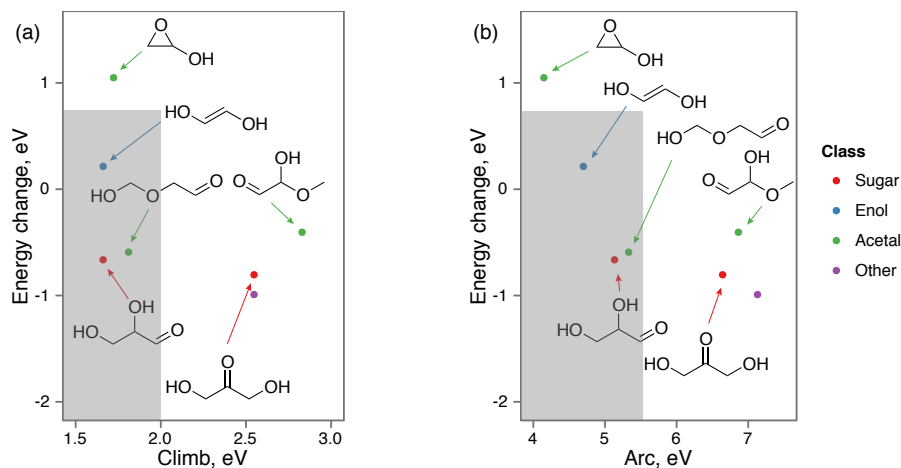 (a)
O
OH
HO
OH
HO
O
O
O
OH
O
OH
HO
O
O
HO
OH
1
0
-1
-2
Energy change, eV
1.5
2.0
2.5
3.0
Climb, eV
(b)
O
OH
HO
OH
HO
O
O
OH
O
O
OH
HO
O
O
HO
OH
1
0
-1
-2
Energy change, eV
4
5
6
7
Arc, eV
Class
Sugar
Enol
Acetal
Other